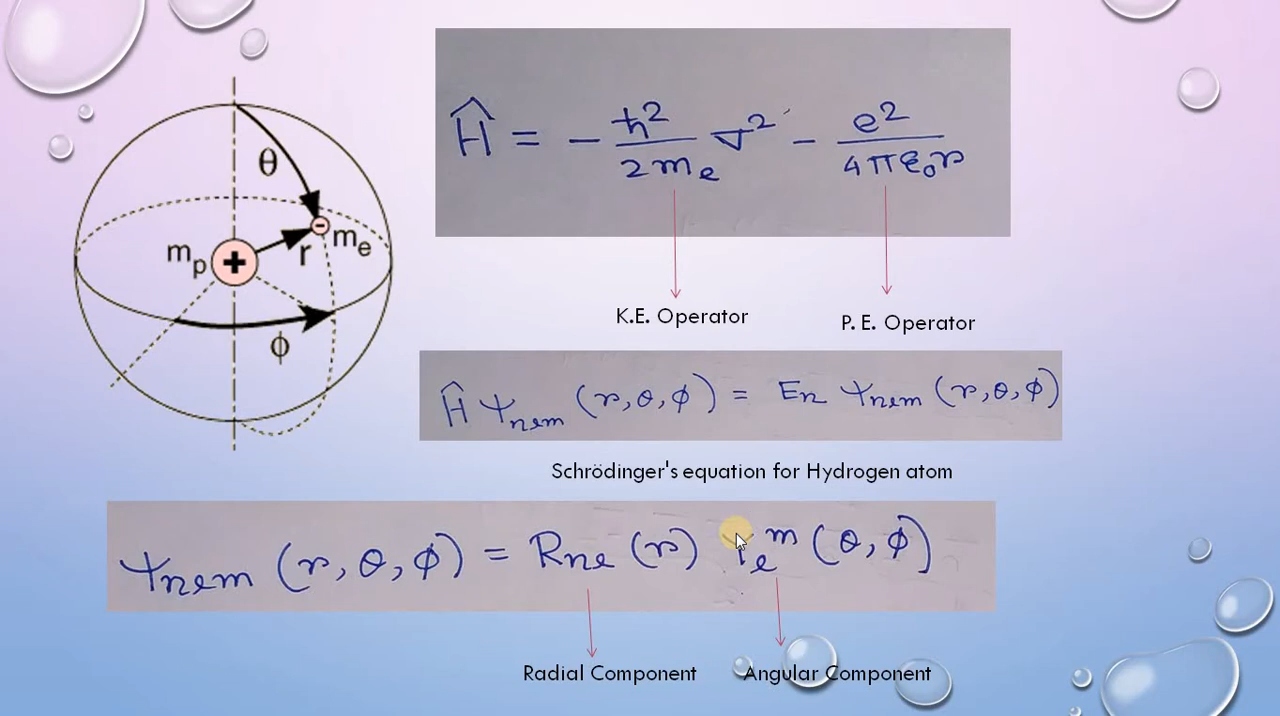 θ
m_p + r - m_e
ϕ
Ĥ = - ħ²/2m_e ∇² - e²/4πε₀r
K.E. Operator
P. E. Operator
Ĥ ψ_nlm (r, θ, ϕ) = E_n ψ_nlm (r, θ, ϕ)
Schrödinger's equation for Hydrogen atom
ψ_nlm (r, θ, ϕ) = R_nl (r) Y_l^m (θ, ϕ)
Radial Component
Angular Component